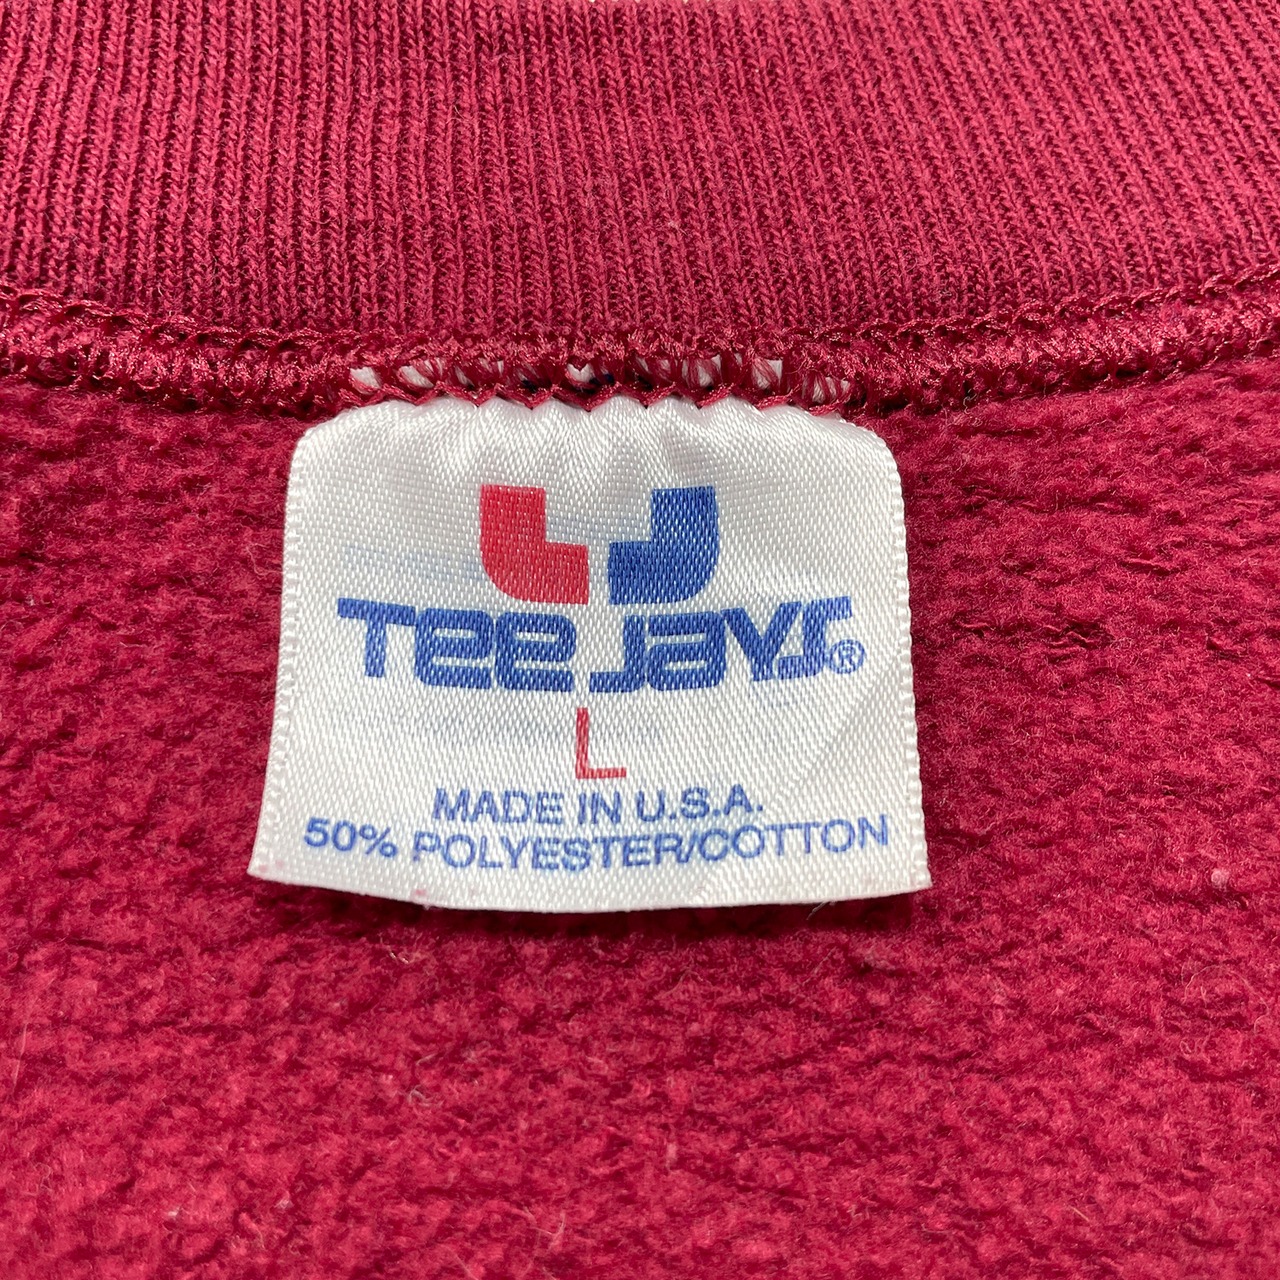 TEE JAYS®
L
MADE IN U.S.A.
50% POLYESTER/COTTON